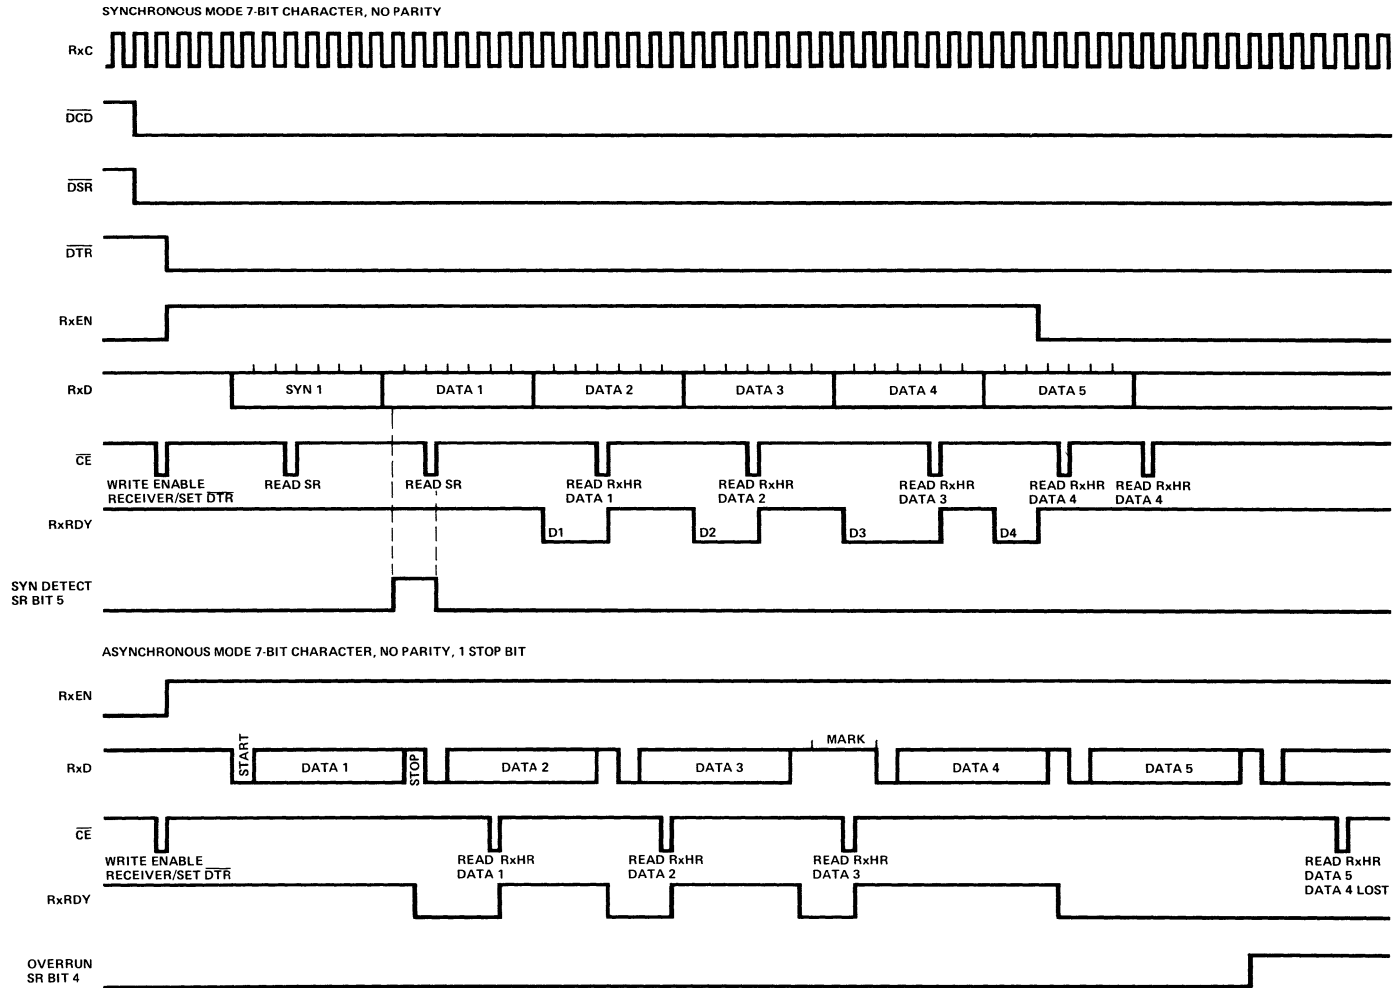 SYNCHRONOUS MODE 7-BIT CHARACTER, NO PARITY
RxC
DCD
DSR
DTR
RxEN
RxD
SYN 1
DATA 1
DATA 2
DATA 3
DATA 4
DATA 5
CE
WRITE ENABLE
RECEIVER/SET DTR
READ SR
READ SR
READ RxHR
DATA 1
READ RxHR
DATA 2
READ RxHR
DATA 3
READ RxHR
DATA 4
READ RxHR
DATA 4
RxRDY
D1
D2
D3
D4
SYN DETECT
SR BIT 5
ASYNCHRONOUS MODE 7-BIT CHARACTER, NO PARITY, 1 STOP BIT
RxEN
RxD
START
DATA 1
STOP
DATA 2
DATA 3
MARK
DATA 4
DATA 5
CE
WRITE ENABLE
RECEIVER/SET DTR
READ RxHR
DATA 1
READ RxHR
DATA 2
READ RxHR
DATA 3
READ RxHR
DATA 5
DATA 4 LOST
RxRDY
OVERRUN
SR BIT 4